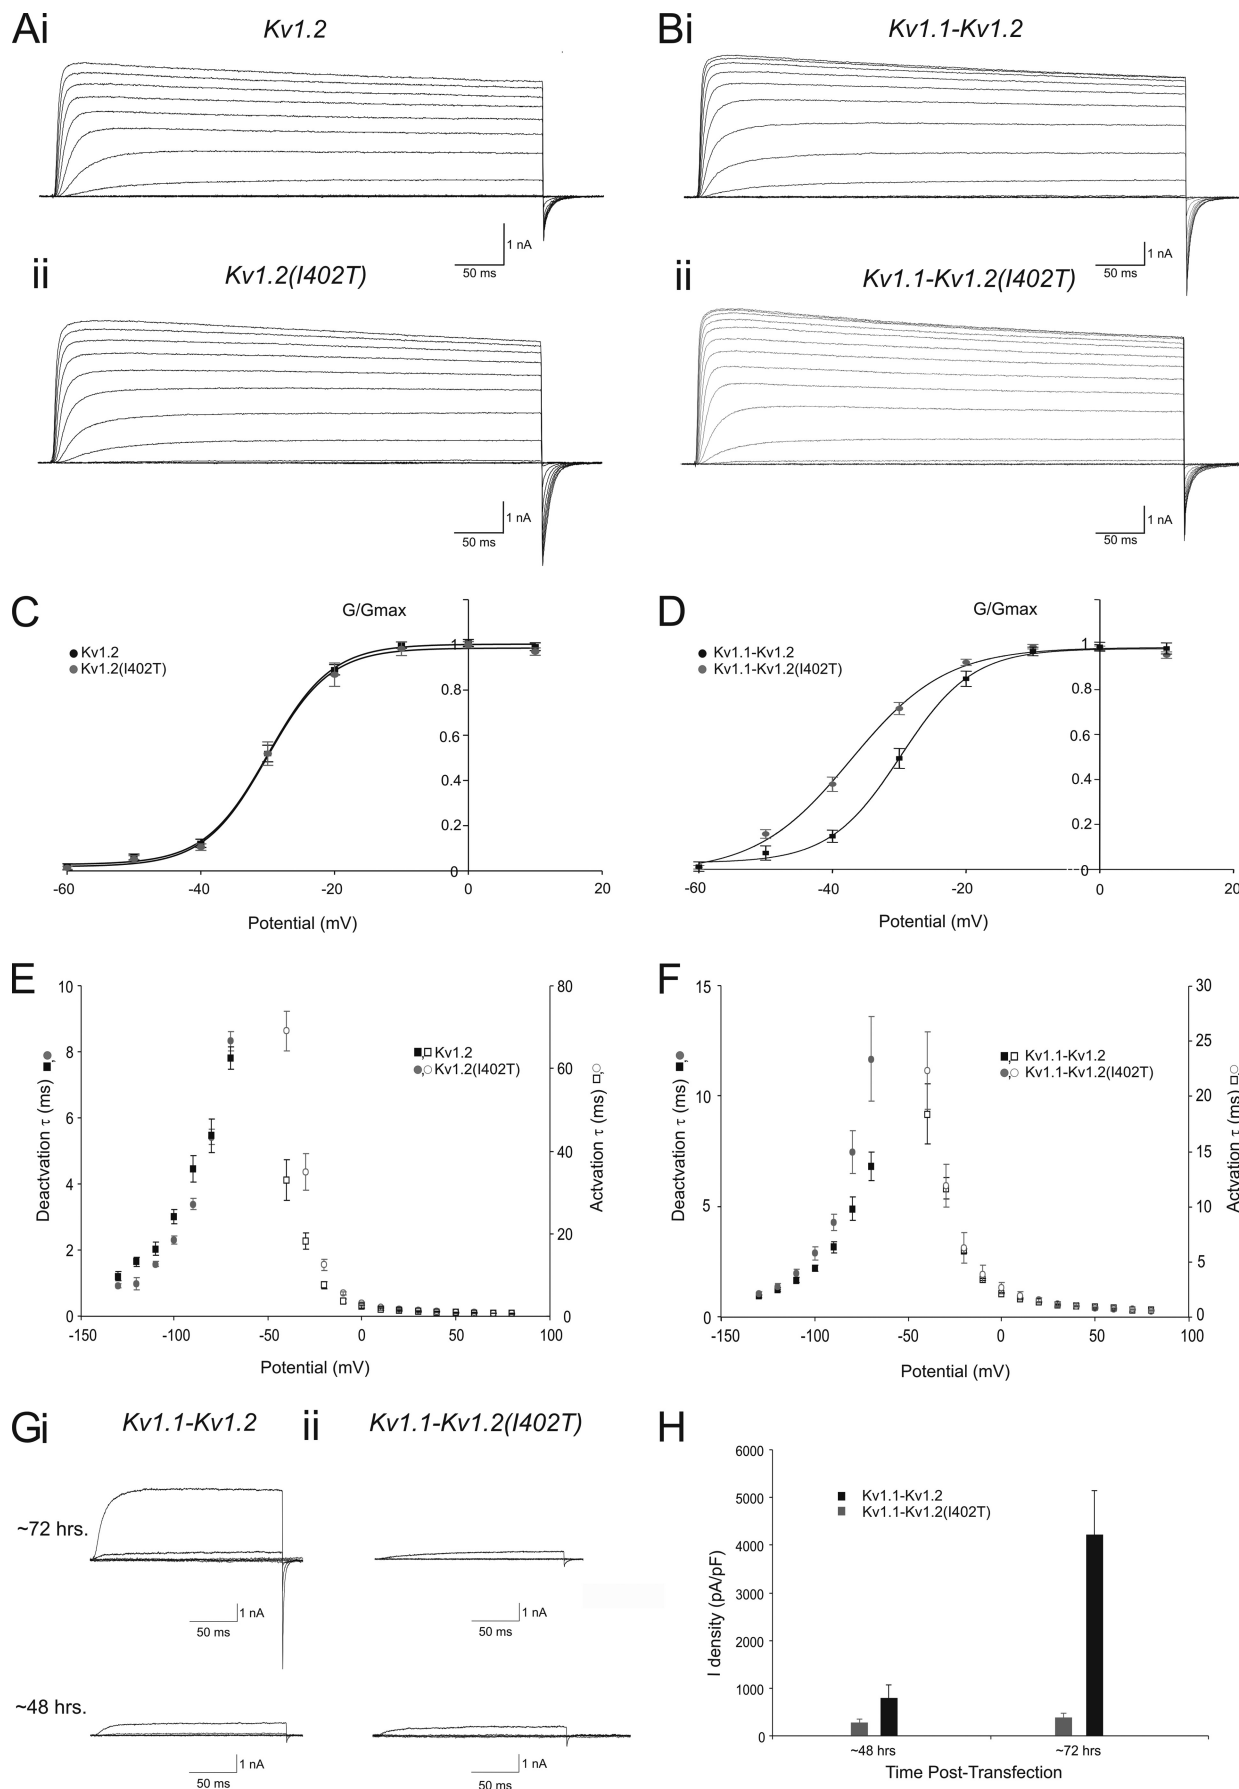 Ai
Kv1.2
Bi
Kv1.1-Kv1.2
1 nA
50 ms
1 nA
50 ms
ii
Kv1.2(I402T)
ii
Kv1.1-Kv1.2(I402T)
1 nA
50 ms
1 nA
50 ms
C
G/Gmax
Kv1.2
Kv1.2(I402T)
1
0.8
0.6
0.4
0.2
0
-60
-40
-20
0
20
Potential (mV)
D
G/Gmax
Kv1.1-Kv1.2
Kv1.1-Kv1.2(I402T)
1
0.8
0.6
0.4
0.2
0
-60
-40
-20
0
20
Potential (mV)
E
10
8
6
4
2
0
Deactvation τ (ms)
80
60
40
20
0
Actvation τ (ms)
Kv1.2
Kv1.2(I402T)
-150
-100
-50
0
50
100
Potential (mV)
F
15
10
5
0
Deactvation τ (ms)
30
25
20
15
10
5
0
Actvation τ (ms)
Kv1.1-Kv1.2
Kv1.1-Kv1.2(I402T)
-150
-100
-50
0
50
100
Potential (mV)
Gi
Kv1.1-Kv1.2
ii
Kv1.1-Kv1.2(I402T)
~72 hrs.
1 nA
50 ms
1 nA
50 ms
~48 hrs.
1 nA
50 ms
1 nA
50 ms
H
6000
5000
4000
3000
2000
1000
0
I density (pA/pF)
Kv1.1-Kv1.2
Kv1.1-Kv1.2(I402T)
~48 hrs
~72 hrs
Time Post-Transfection